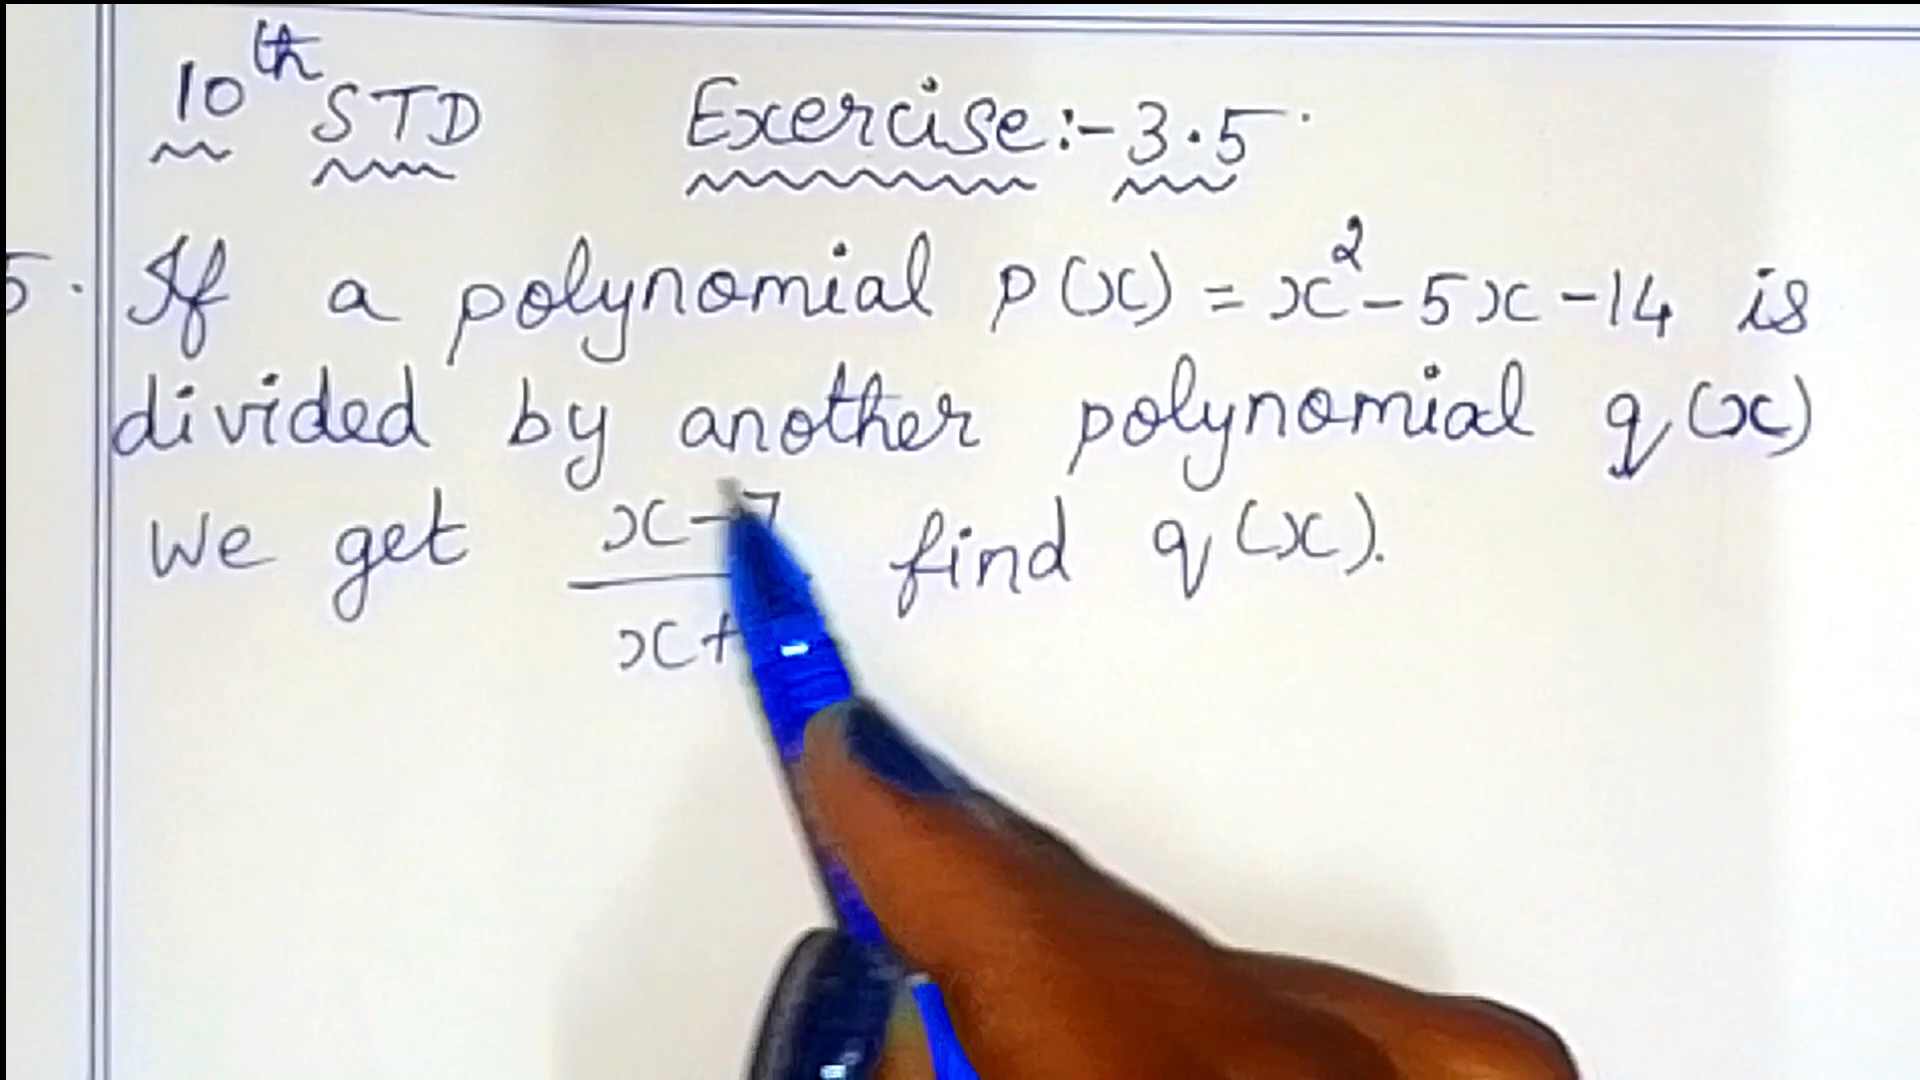 10th STD Exercise:-3.5
5. If a polynomial p(x) = x² - 5x - 14 is
divided by another polynomial q(x)
We get x-7 find q(x).
x+